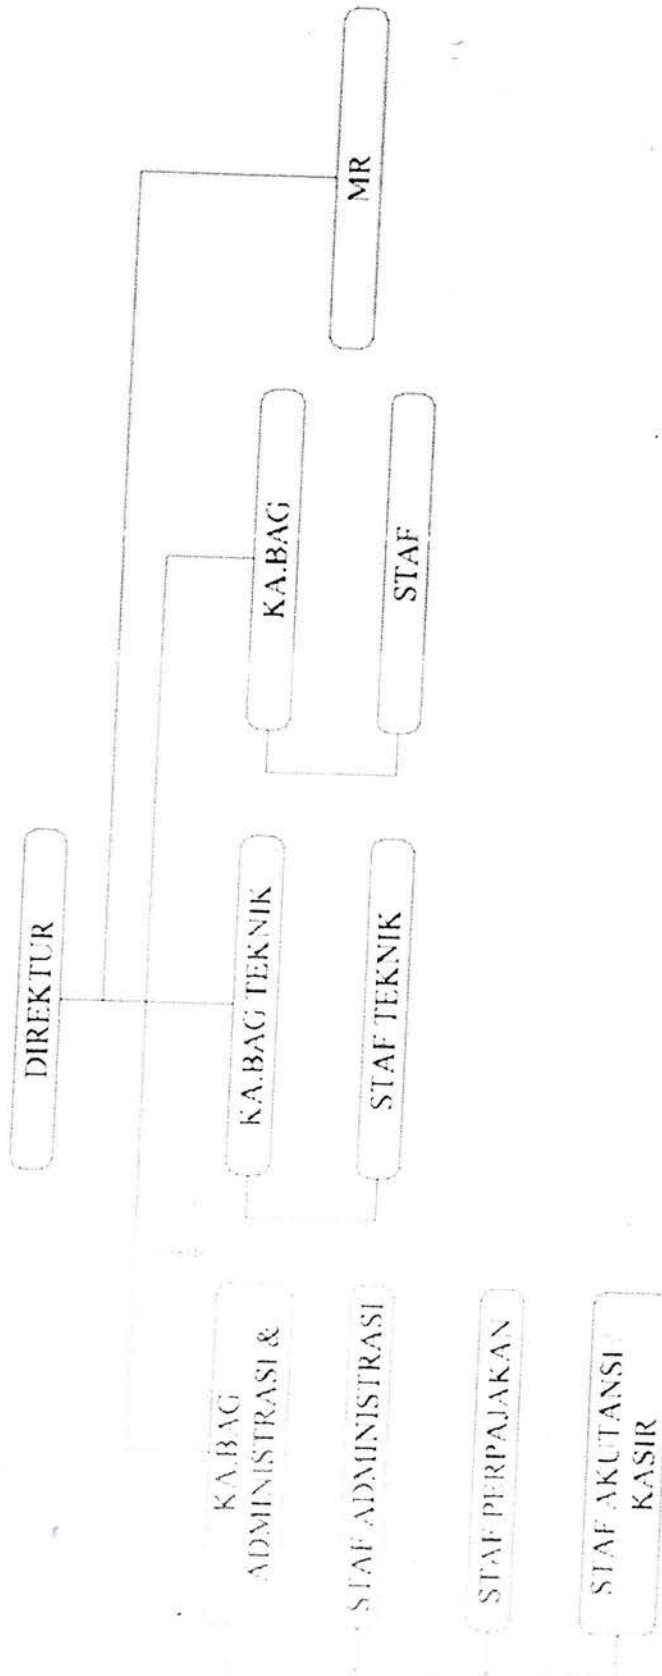 DIREKTUR
KA.BAG
ADMINISTRASI &
KA.BAG TEKNIK
KA.BAG
MR
STAF ADMINISTRASI
STAF TEKNIK
STAF
STAF PERPAJAKAN
STAF AKUTANSI
KASIR